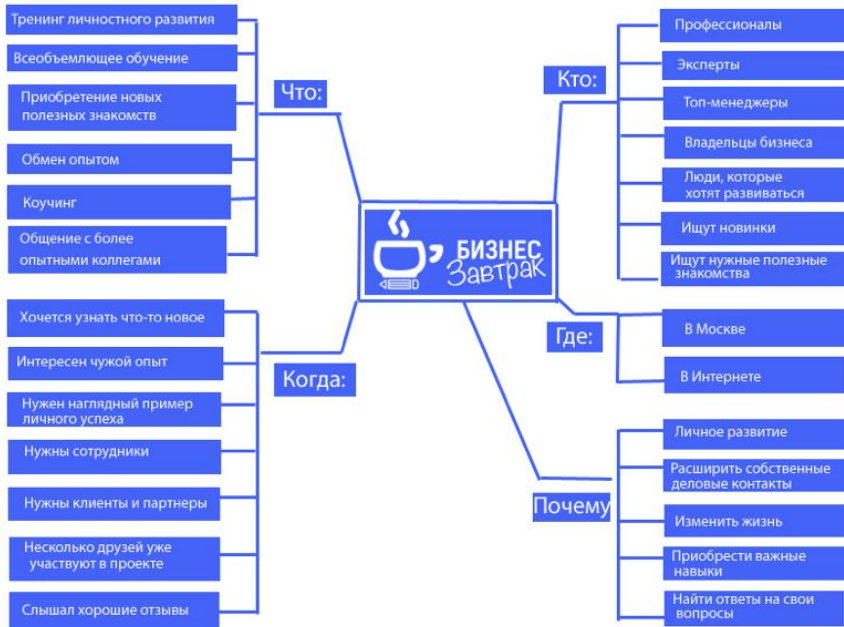 Что:
Тренинг личностного развития
Всеобъемлющее обучение
Приобретение новых
полезных знакомств
Обмен опытом
Коучинг
Общение с более
опытными коллегами
Кто:
Профессионалы
Эксперты
Топ-менеджеры
Владельцы бизнеса
Люди, которые
хотят развиваться
Ищут новинки
Ищут нужные полезные
знакомства
БИЗНЕС
Завтрак
Когда:
Хочется узнать что-то новое
Интересен чужой опыт
Нужен наглядный пример
личного успеха
Нужны сотрудники
Нужны клиенты и партнеры
Несколько друзей уже
участвуют в проекте
Слышал хорошие отзывы
Где:
В Москве
В Интернете
Почему
Личное развитие
Расширить собственные
деловые контакты
Изменить жизнь
Приобрести важные
навыки
Найти ответы на свои
вопросы